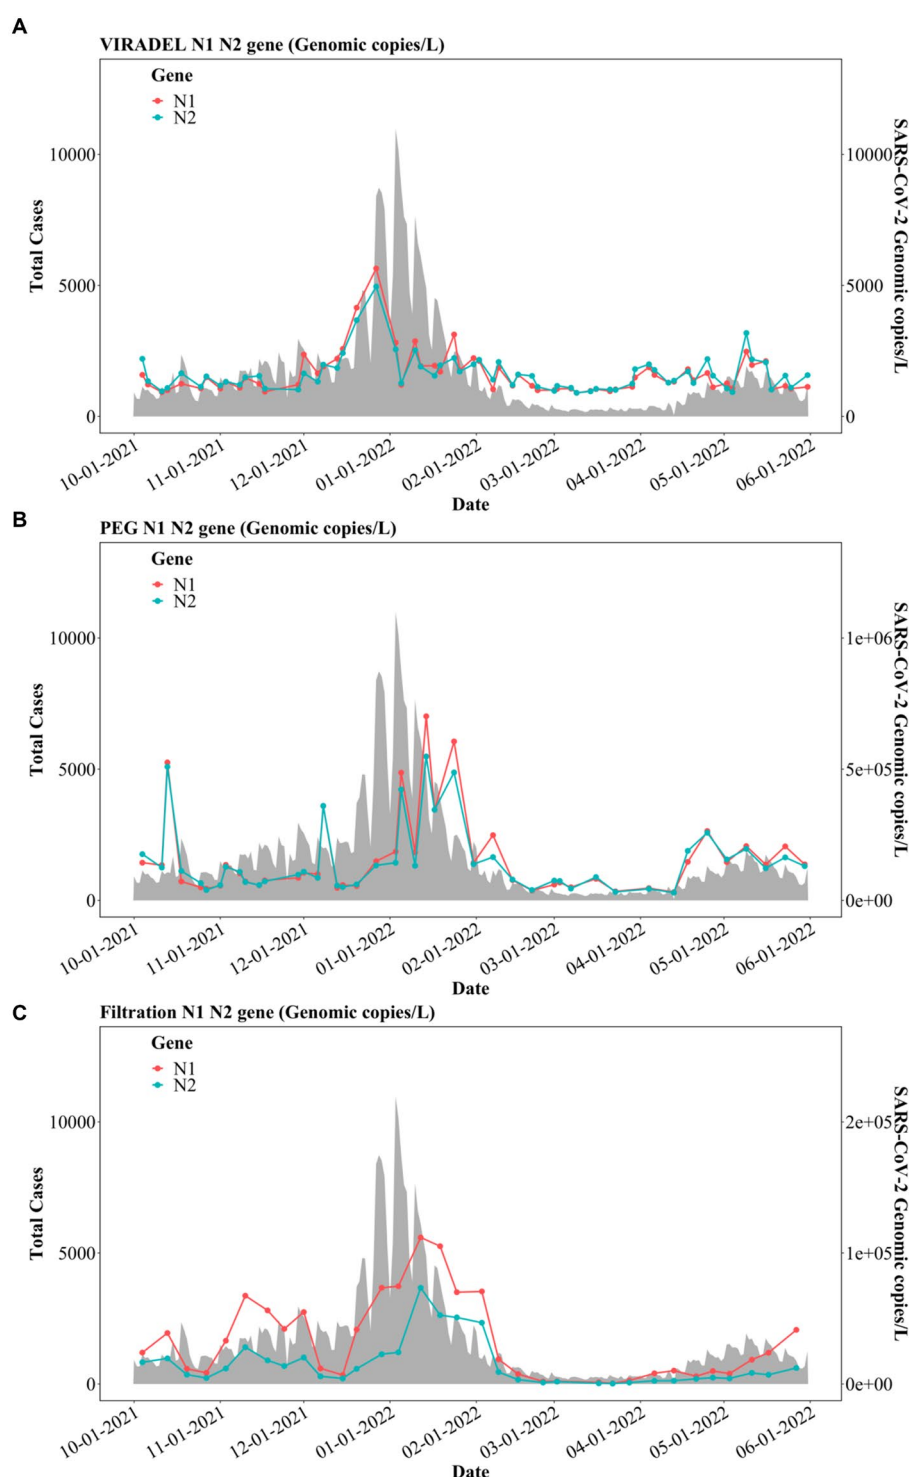 A
VIRADEL N1 N2 gene (Genomic copies/L)
Gene
N1
N2
10000
5000
0
Total Cases
10000
5000
0
SARS-CoV-2 Genomic copies/L
10-01-2021
11-01-2021
12-01-2021
01-01-2022
02-01-2022
03-01-2022
04-01-2022
05-01-2022
06-01-2022
Date
B
PEG N1 N2 gene (Genomic copies/L)
Gene
N1
N2
10000
5000
0
Total Cases
1e+06
5e+05
0e+00
SARS-CoV-2 Genomic copies/L
10-01-2021
11-01-2021
12-01-2021
01-01-2022
02-01-2022
03-01-2022
04-01-2022
05-01-2022
06-01-2022
Date
C
Filtration N1 N2 gene (Genomic copies/L)
Gene
N1
N2
10000
5000
0
Total Cases
2e+05
1e+05
0e+00
SARS-CoV-2 Genomic copies/L
10-01-2021
11-01-2021
12-01-2021
01-01-2022
02-01-2022
03-01-2022
04-01-2022
05-01-2022
06-01-2022
Date